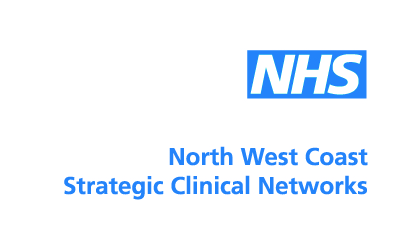 NHS
North West Coast
Strategic Clinical Networks